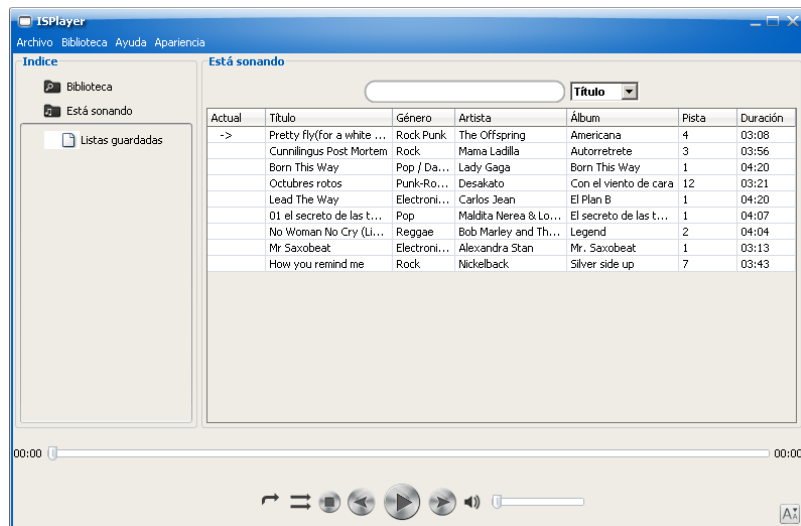 ISPlayer
Archivo Biblioteca Ayuda Apariencia
Indice
Biblioteca
Está sonando
Listas guardadas
Está sonando
Título
Actual Título Género Artista Álbum Pista Duración
-> Pretty fly(for a white ... Rock Punk The Offspring Americana 4 03:08
Cunnilingus Post Mortem Rock Mama Ladilla Autorretrete 3 03:56
Born This Way Pop / Da... Lady Gaga Born This Way 1 04:20
Octubres rotos Punk-Ro... Desakato Con el viento de cara 12 03:21
Lead The Way Electroni... Carlos Jean El Plan B 1 04:20
01 el secreto de las t... Pop Maldita Nerea & Lo... El secreto de las t... 1 04:07
No Woman No Cry (Li... Reggae Bob Marley and Th... Legend 2 04:04
Mr Saxobeat Electroni... Alexandra Stan Mr. Saxobeat 1 03:13
How you remind me Rock Nickelback Silver side up 7 03:43
00:00 00:00